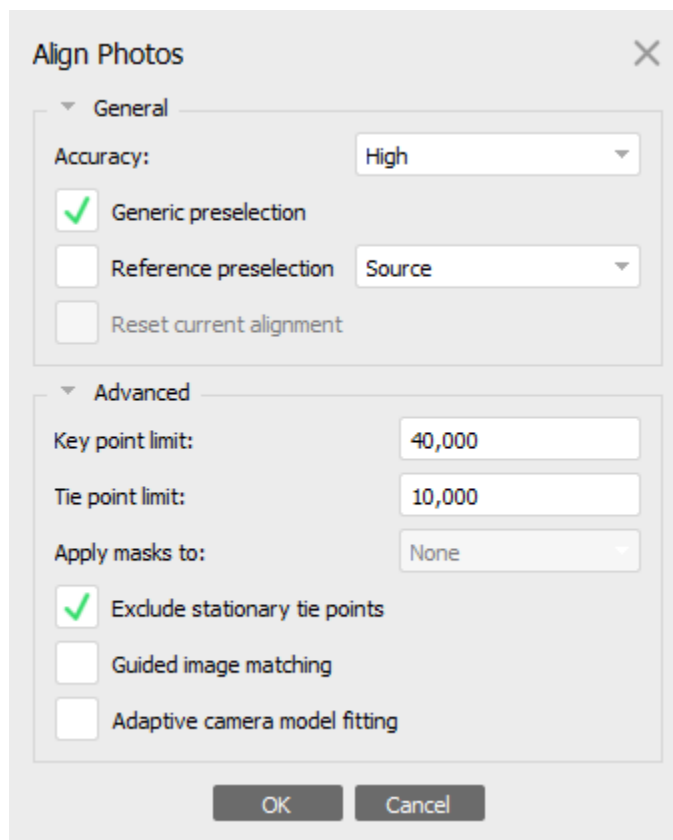 Align Photos
General
Accuracy: High
Generic preselection
Reference preselection Source
Reset current alignment
Advanced
Key point limit: 40,000
Tie point limit: 10,000
Apply masks to: None
Exclude stationary tie points
Guided image matching
Adaptive camera model fitting
OK Cancel